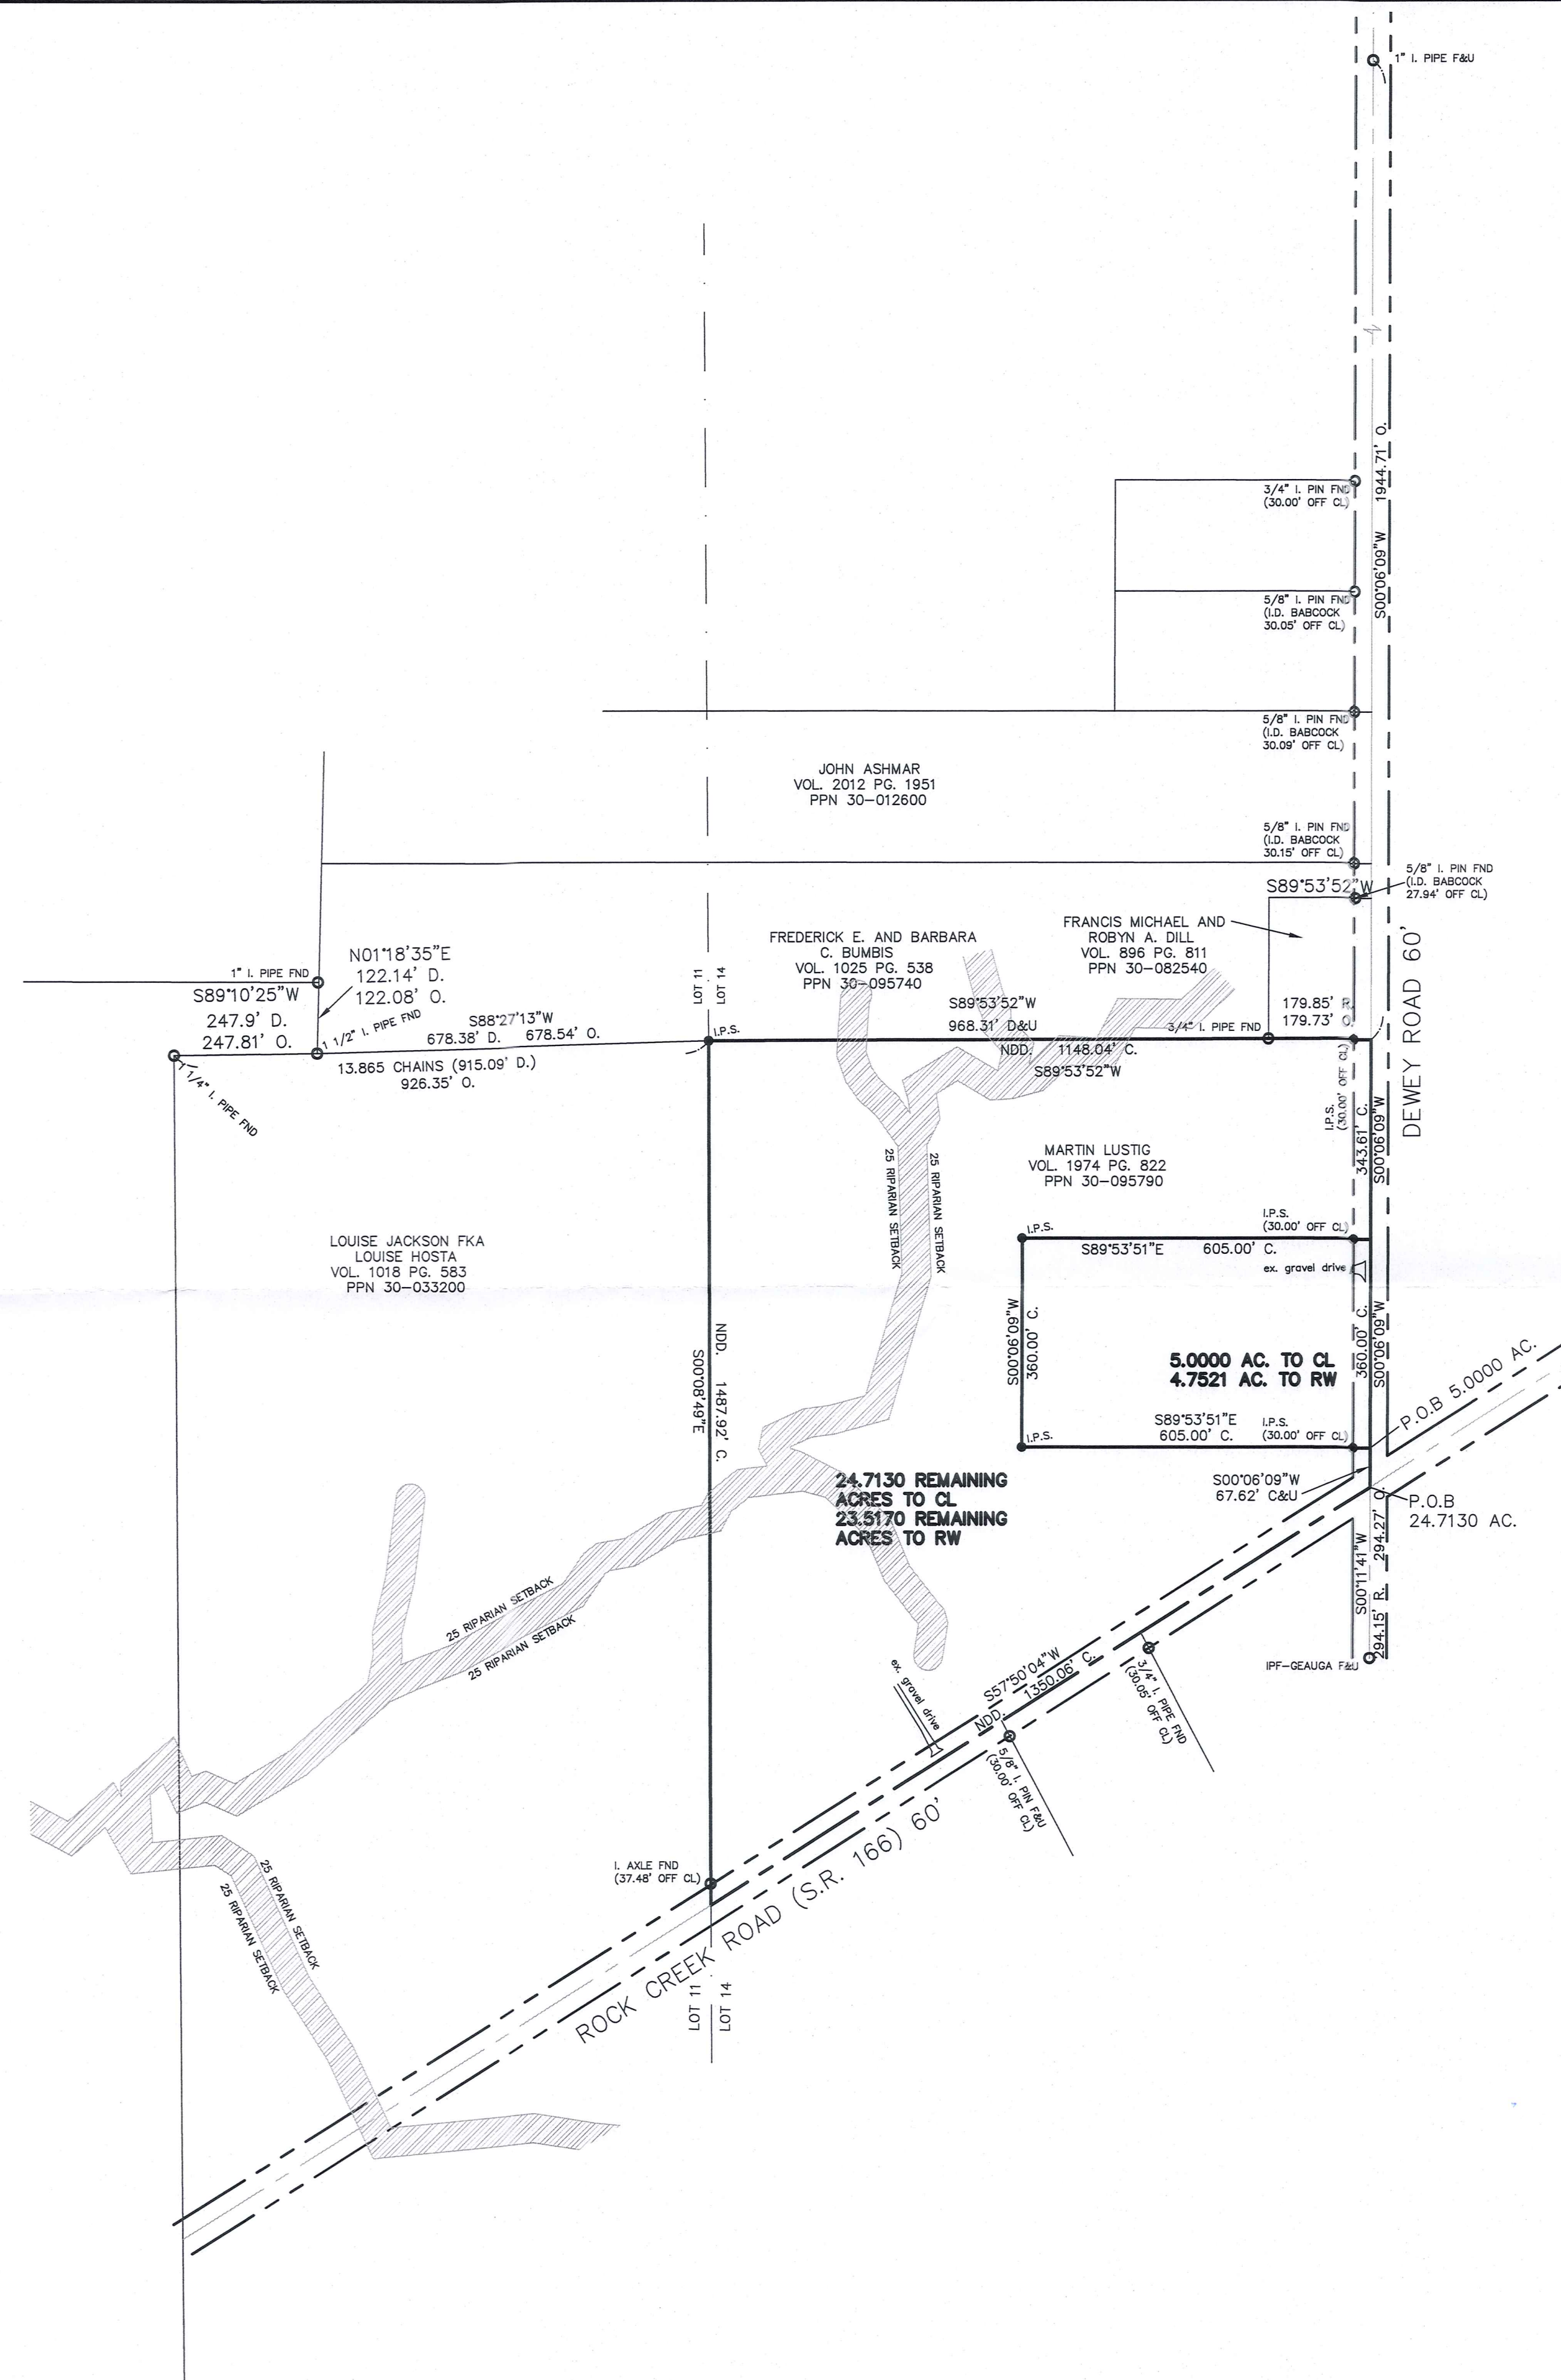 1" I. PIPE F&U
1944.71' O.
S00°06'09"W
3/4" I. PIN FND
(30.00' OFF CL)
5/8" I. PIN FND
(I.D. BABCOCK
30.05' OFF CL)
5/8" I. PIN FND
(I.D. BABCOCK
30.09' OFF CL)
JOHN ASHMAR
VOL. 2012 PG. 1951
PPN 30-012600
5/8" I. PIN FND
(I.D. BABCOCK
30.15' OFF CL)
5/8" I. PIN FND
(I.D. BABCOCK
27.94' OFF CL)
S89°53'52"W
FRANCIS MICHAEL AND
ROBYN A. DILL
VOL. 896 PG. 811
PPN 30-082540
FREDERICK E. AND BARBARA
C. BUMBIS
VOL. 1025 PG. 538
PPN 30-095740
DEWEY ROAD 60'
N01°18'35"E
122.14' D.
122.08' O.
1" I. PIPE FND
S89°10'25"W
247.9' D.
247.81' O.
1 1/2" I. PIPE FND
S88°27'13"W
678.38' D. 678.54' O.
13.865 CHAINS (915.09' D.)
926.35' O.
1 1/4" I. PIPE FND
LOT 11
LOT 14
I.P.S.
S89°53'52"W
968.31' D&U
NDD. 1148.04' C.
S89°53'52"W
3/4" I. PIPE FND
179.85' R.
179.73' O.
I.P.S.
(30.00' OFF CL)
343.61' C.
S00°06'09"W
MARTIN LUSTIG
VOL. 1974 PG. 822
PPN 30-095790
25 RIPARIAN SETBACK
25 RIPARIAN SETBACK
LOUISE JACKSON FKA
LOUISE HOSTA
VOL. 1018 PG. 583
PPN 30-033200
I.P.S.
I.P.S.
(30.00' OFF CL)
S89°53'51"E 605.00' C.
ex. gravel drive
S00°06'09"W
360.00' C.
360.00' C.
S00°06'09"W
NDD. 1487.92' C.
S00°08'49"E
5.0000 AC. TO CL
4.7521 AC. TO RW
P.O.B 5.0000 AC.
S89°53'51"E
605.00' C.
I.P.S.
(30.00' OFF CL)
I.P.S.
24.7130 REMAINING
ACRES TO CL
23.5170 REMAINING
ACRES TO RW
S00°06'09"W
67.62' C&U
P.O.B
24.7130 AC.
S00°11'41"W
294.15' R. 294.27' O.
IPF-GEAUGA F&U
25 RIPARIAN SETBACK
25 RIPARIAN SETBACK
S57°50'04"W
NDD. 1350.06' C.
3/4" I. PIPE FND
(30.05' OFF CL)
ex. gravel drive
5/8" I. PIN F&U
(30.00' OFF CL)
I. AXLE FND
(37.48' OFF CL)
25 RIPARIAN SETBACK
25 RIPARIAN SETBACK
ROCK CREEK ROAD (S.R. 166) 60'
LOT 11
LOT 14